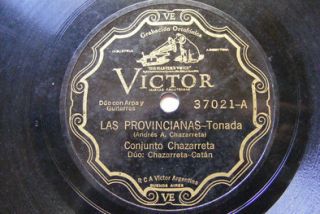 VE
Grabación Ortofónica
"HIS MASTER'S VOICE"
VICTOR
Dúo con Arpa y
Guitarras
37021-A
LAS PROVINCIANAS-Tonada
(Andrés A. Chazarreta)
Conjunto Chazarreta
Dúo: Chazarreta-Catán
R C A Victor Argentina
BUENOS AIRES
VE